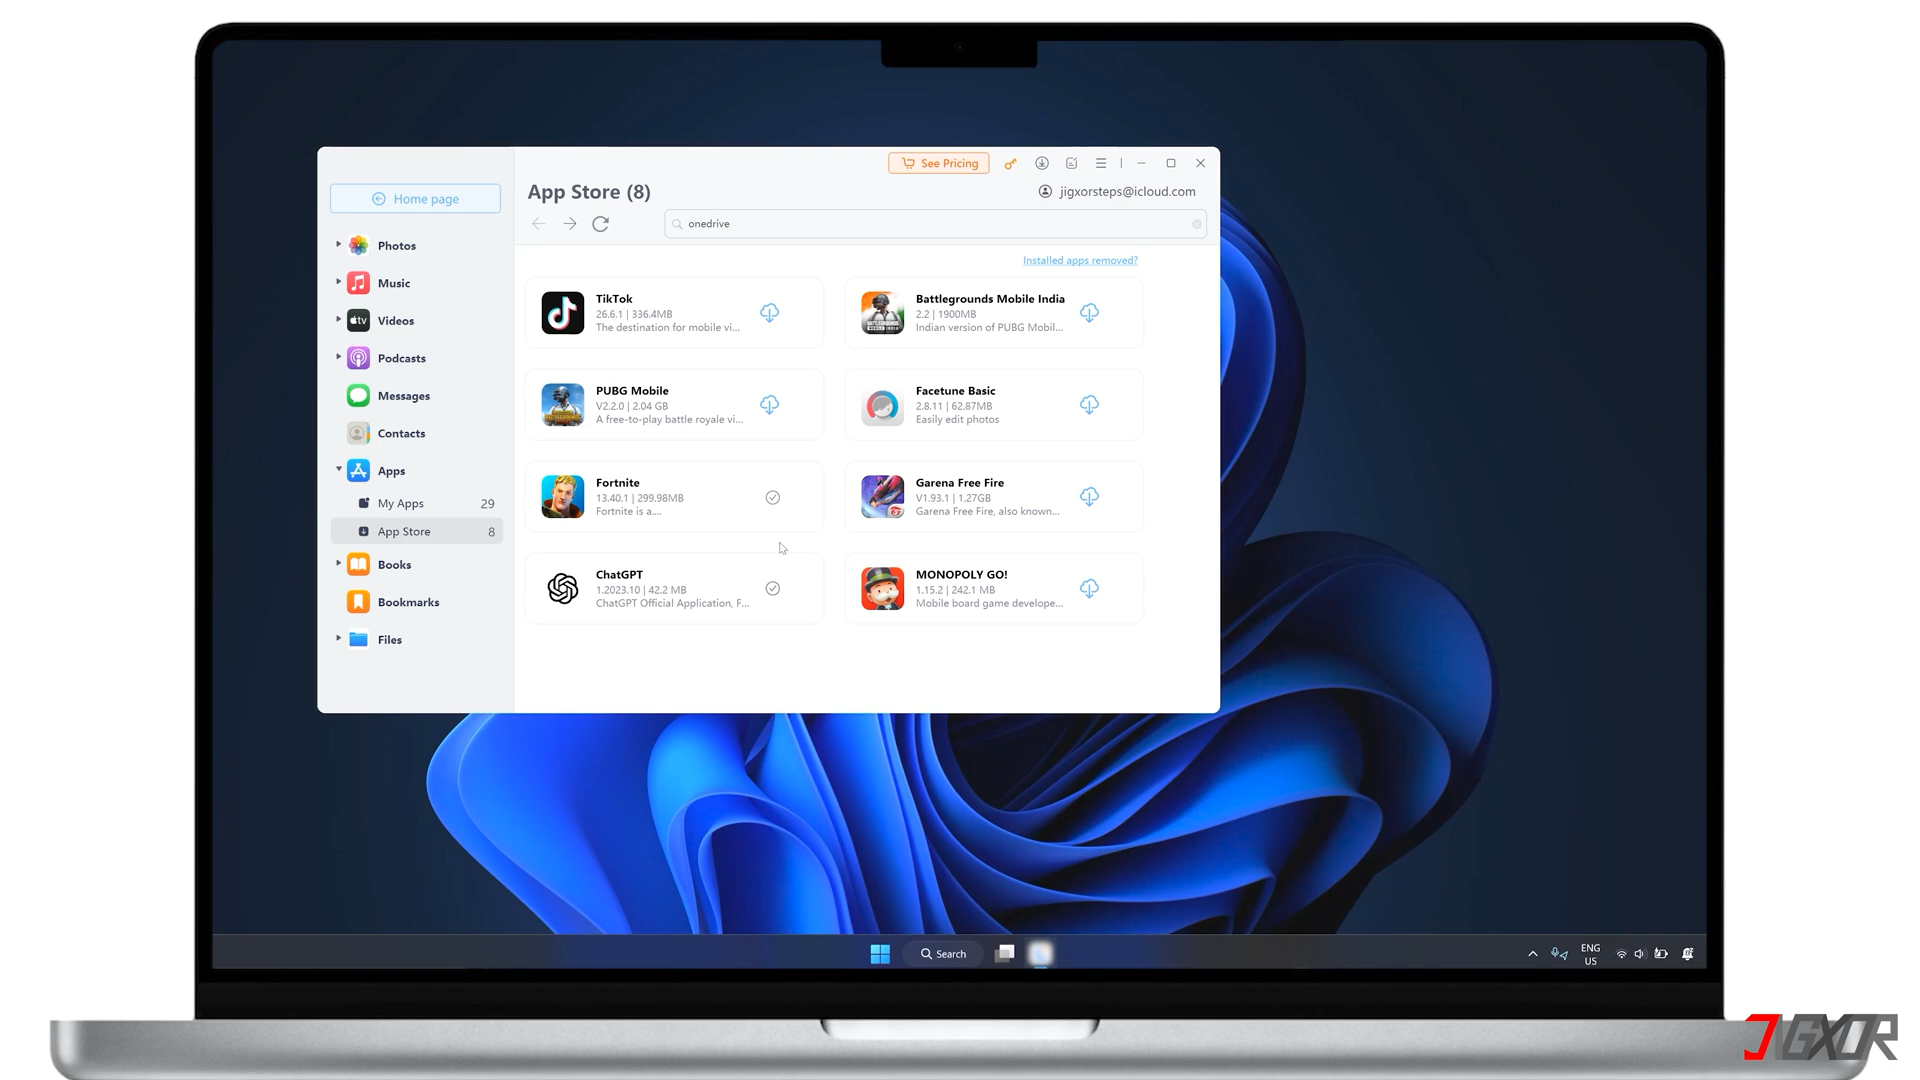 See Pricing
App Store (8)
jigxorsteps@icloud.com
onedrive
Home page
Photos
Music
tv
Videos
Podcasts
Messages
Contacts
Apps
My Apps 29
App Store 8
Books
Bookmarks
Files
Installed apps removed?
TikTok
26.6.1 | 336.4MB
The destination for mobile vi...
Battlegrounds Mobile India
2.2 | 1900MB
Indian version of PUBG Mobil...
PUBG Mobile
V2.2.0 | 2.04 GB
A free-to-play battle royale vi...
Facetune Basic
2.8.11 | 62.87MB
Easily edit photos
Fortnite
13.40.1 | 299.98MB
Fortnite is a....
Garena Free Fire
V1.93.1 | 1.27GB
Garena Free Fire, also known...
ChatGPT
1.2023.10 | 42.2 MB
ChatGPT Official Application, F...
MONOPOLY GO!
1.15.2 | 242.1 MB
Mobile board game develope...
Search
ENG
US
JIGXOR